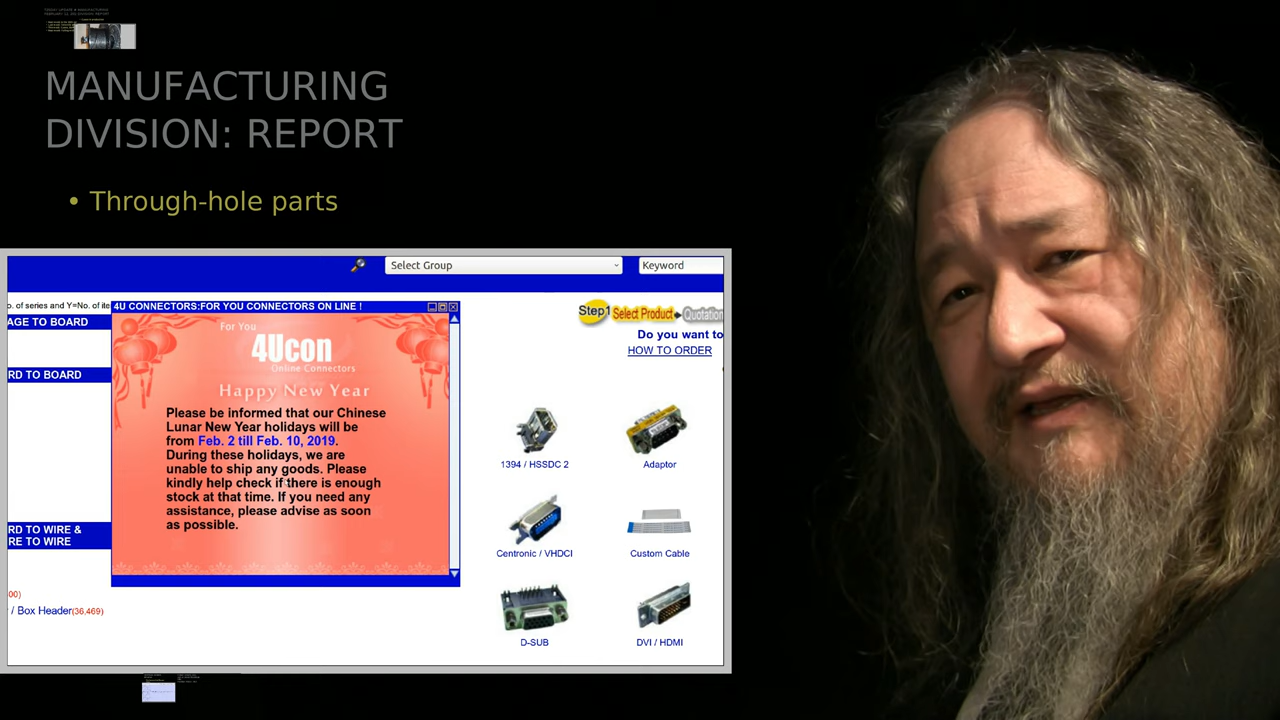 MANUFACTURING
DIVISION: REPORT
• Through-hole parts
Select Group
Keyword
o. of series and Y=No. of ite
4U CONNECTORS:FOR YOU CONNECTORS ON LINE !
AGE TO BOARD
RD TO BOARD
RD TO WIRE &
RE TO WIRE
00)
/ Box Header(36,469)
For You
4Ucon
Online Connectors
Happy New Year
Please be informed that our Chinese
Lunar New Year holidays will be
from Feb. 2 till Feb. 10, 2019.
During these holidays, we are
unable to ship any goods. Please
kindly help check if there is enough
stock at that time. If you need any
assistance, please advise as soon
as possible.
Step1 Select Product Quotation
Do you want to
HOW TO ORDER
1394 / HSSDC 2
Adaptor
Centronic / VHDCI
Custom Cable
D-SUB
DVI / HDMI